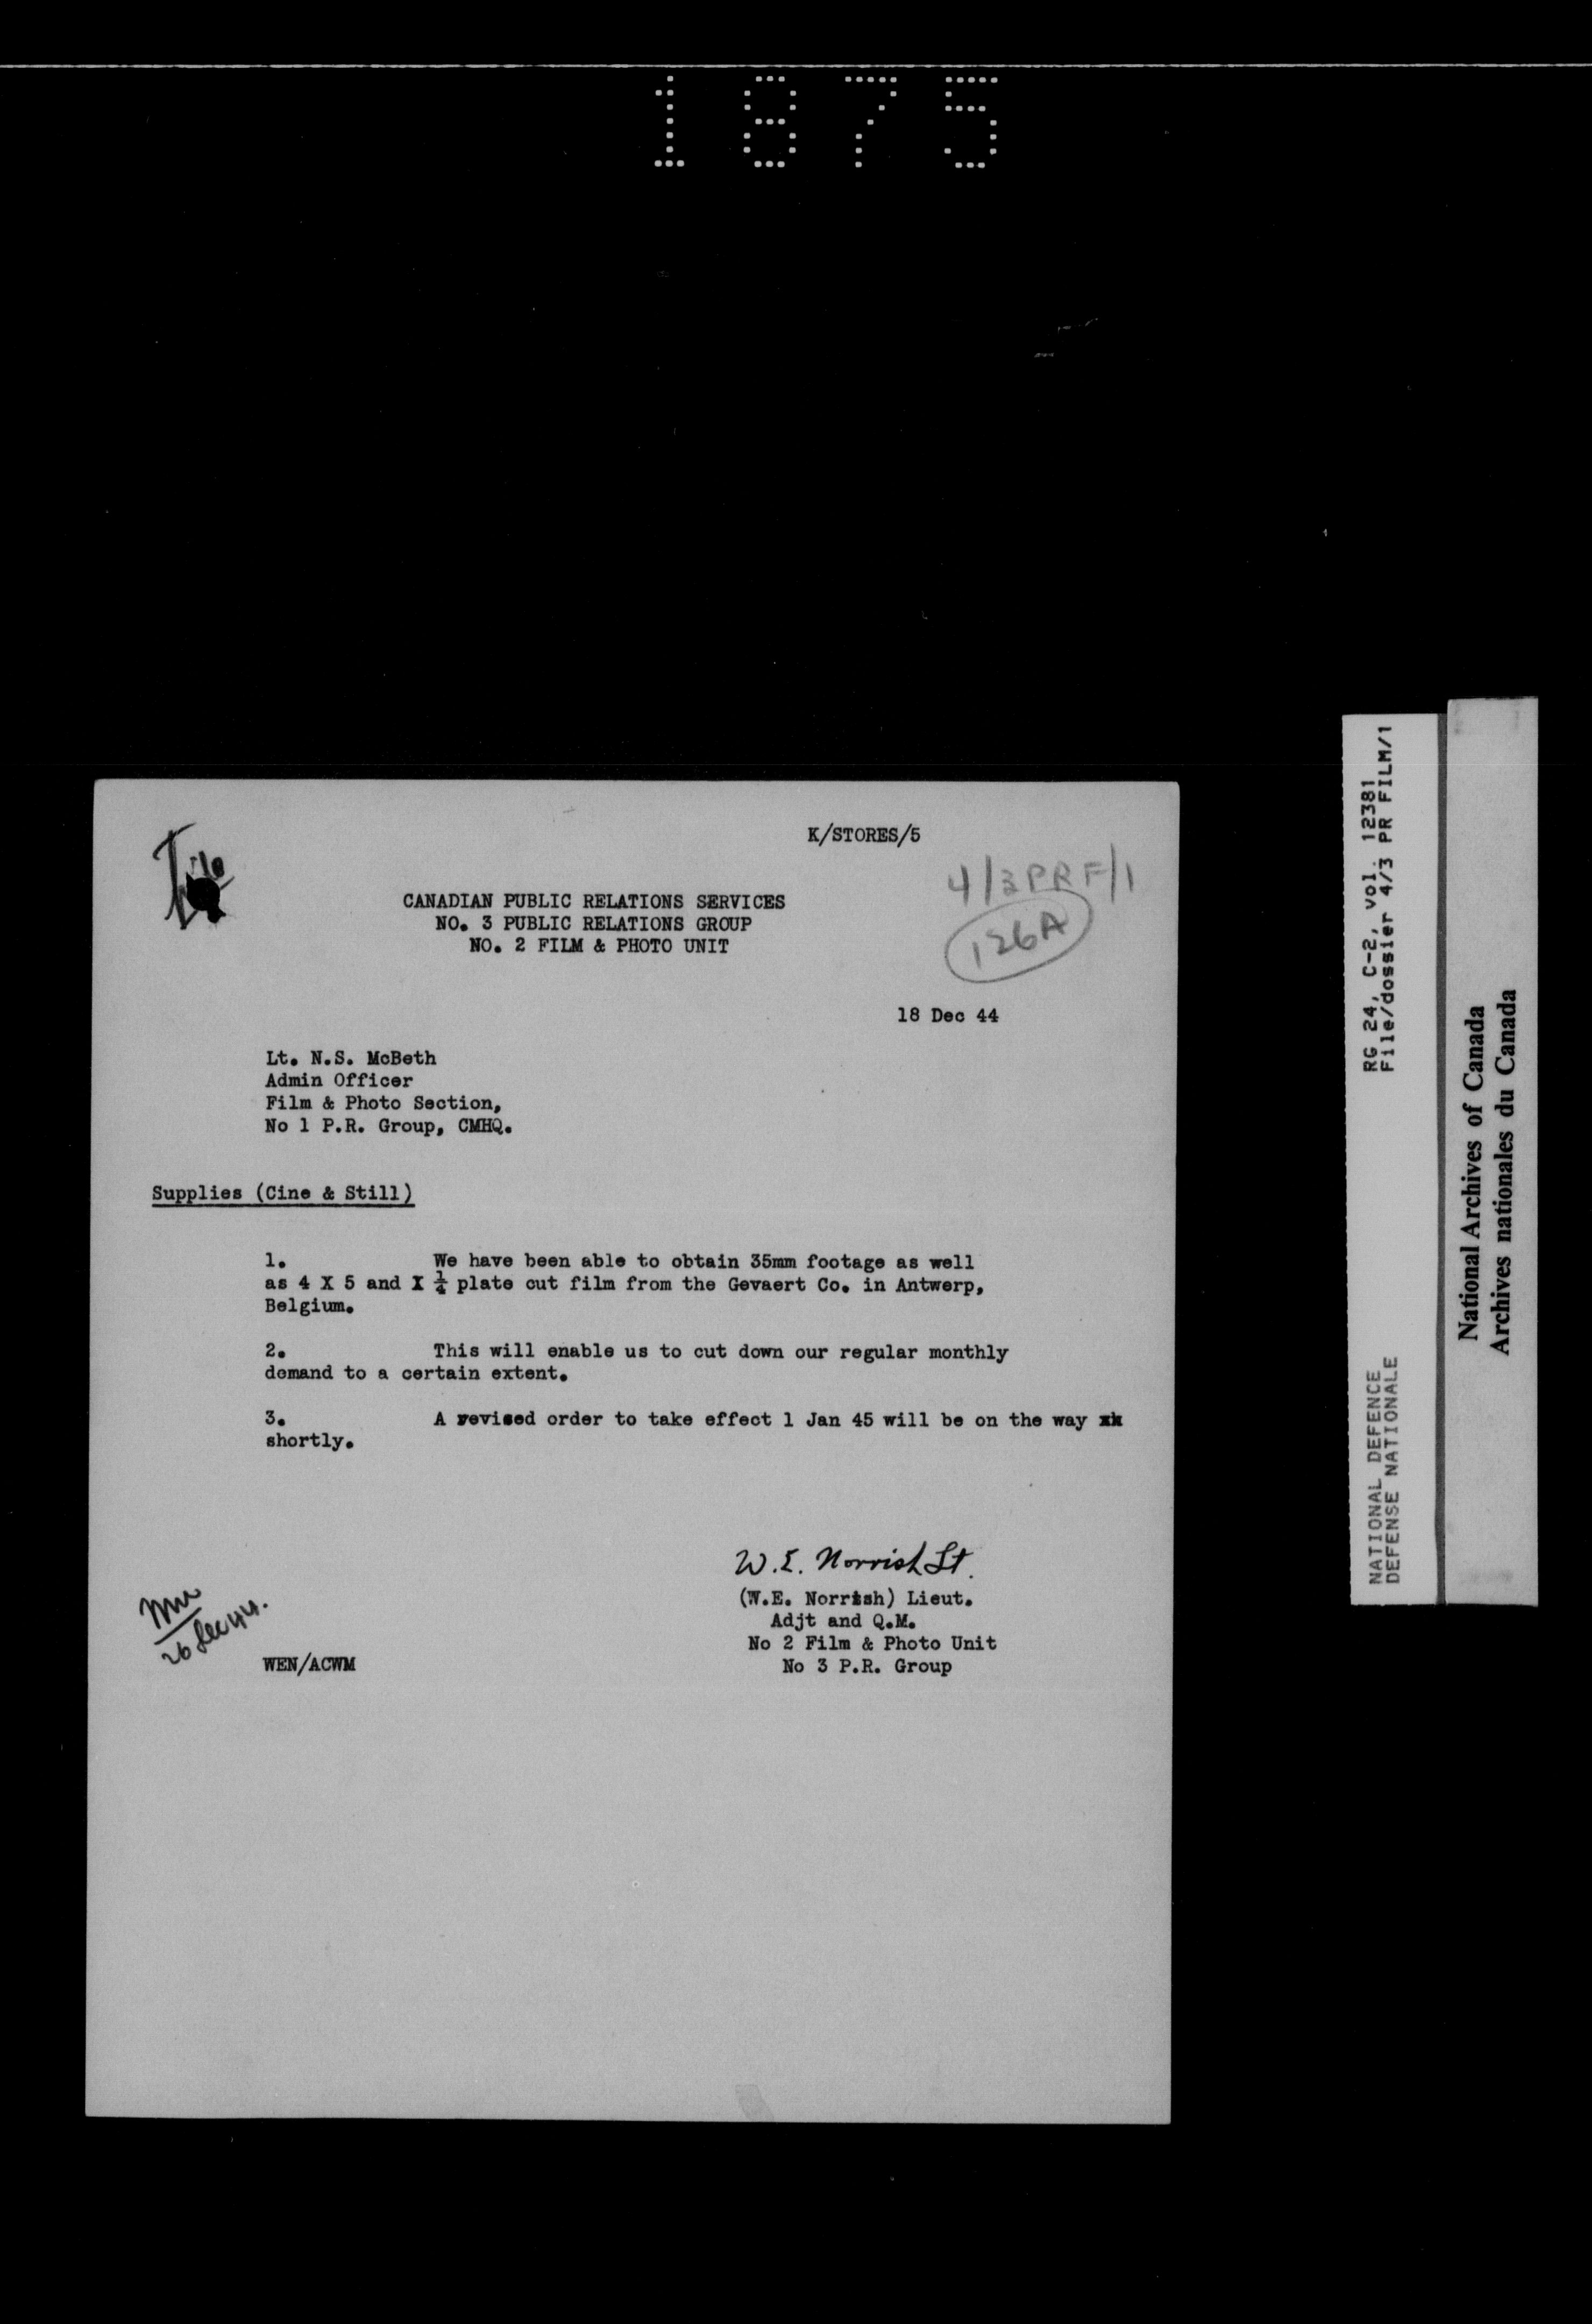 1875
K/STORES/5
File
4/3PRF/1
126A
CANADIAN PUBLIC RELATIONS SERVICES
NO. 3 PUBLIC RELATIONS GROUP
NO. 2 FILM & PHOTO UNIT
18 Dec 44
Lt. N.S. McBeth
Admin Officer
Film & Photo Section,
No 1 P.R. Group, CMHQ.
Supplies (Cine & Still)
1. We have been able to obtain 35mm footage as well
as 4 X 5 and X ¼ plate cut film from the Gevaert Co. in Antwerp,
Belgium.
2. This will enable us to cut down our regular monthly
demand to a certain extent.
3. A revised order to take effect 1 Jan 45 will be on the way
shortly.
W.E. Norrish Lt.
(W.E. Norrish) Lieut.
Adjt and Q.M.
No 2 Film & Photo Unit
No 3 P.R. Group
26 Dec 44.
WEN/ACWM
RG 24, C-2, vol. 12381
File/dossier 4/3 PR FILM/1
NATIONAL DEFENCE
DEFENSE NATIONALE
National Archives of Canada
Archives nationales du Canada